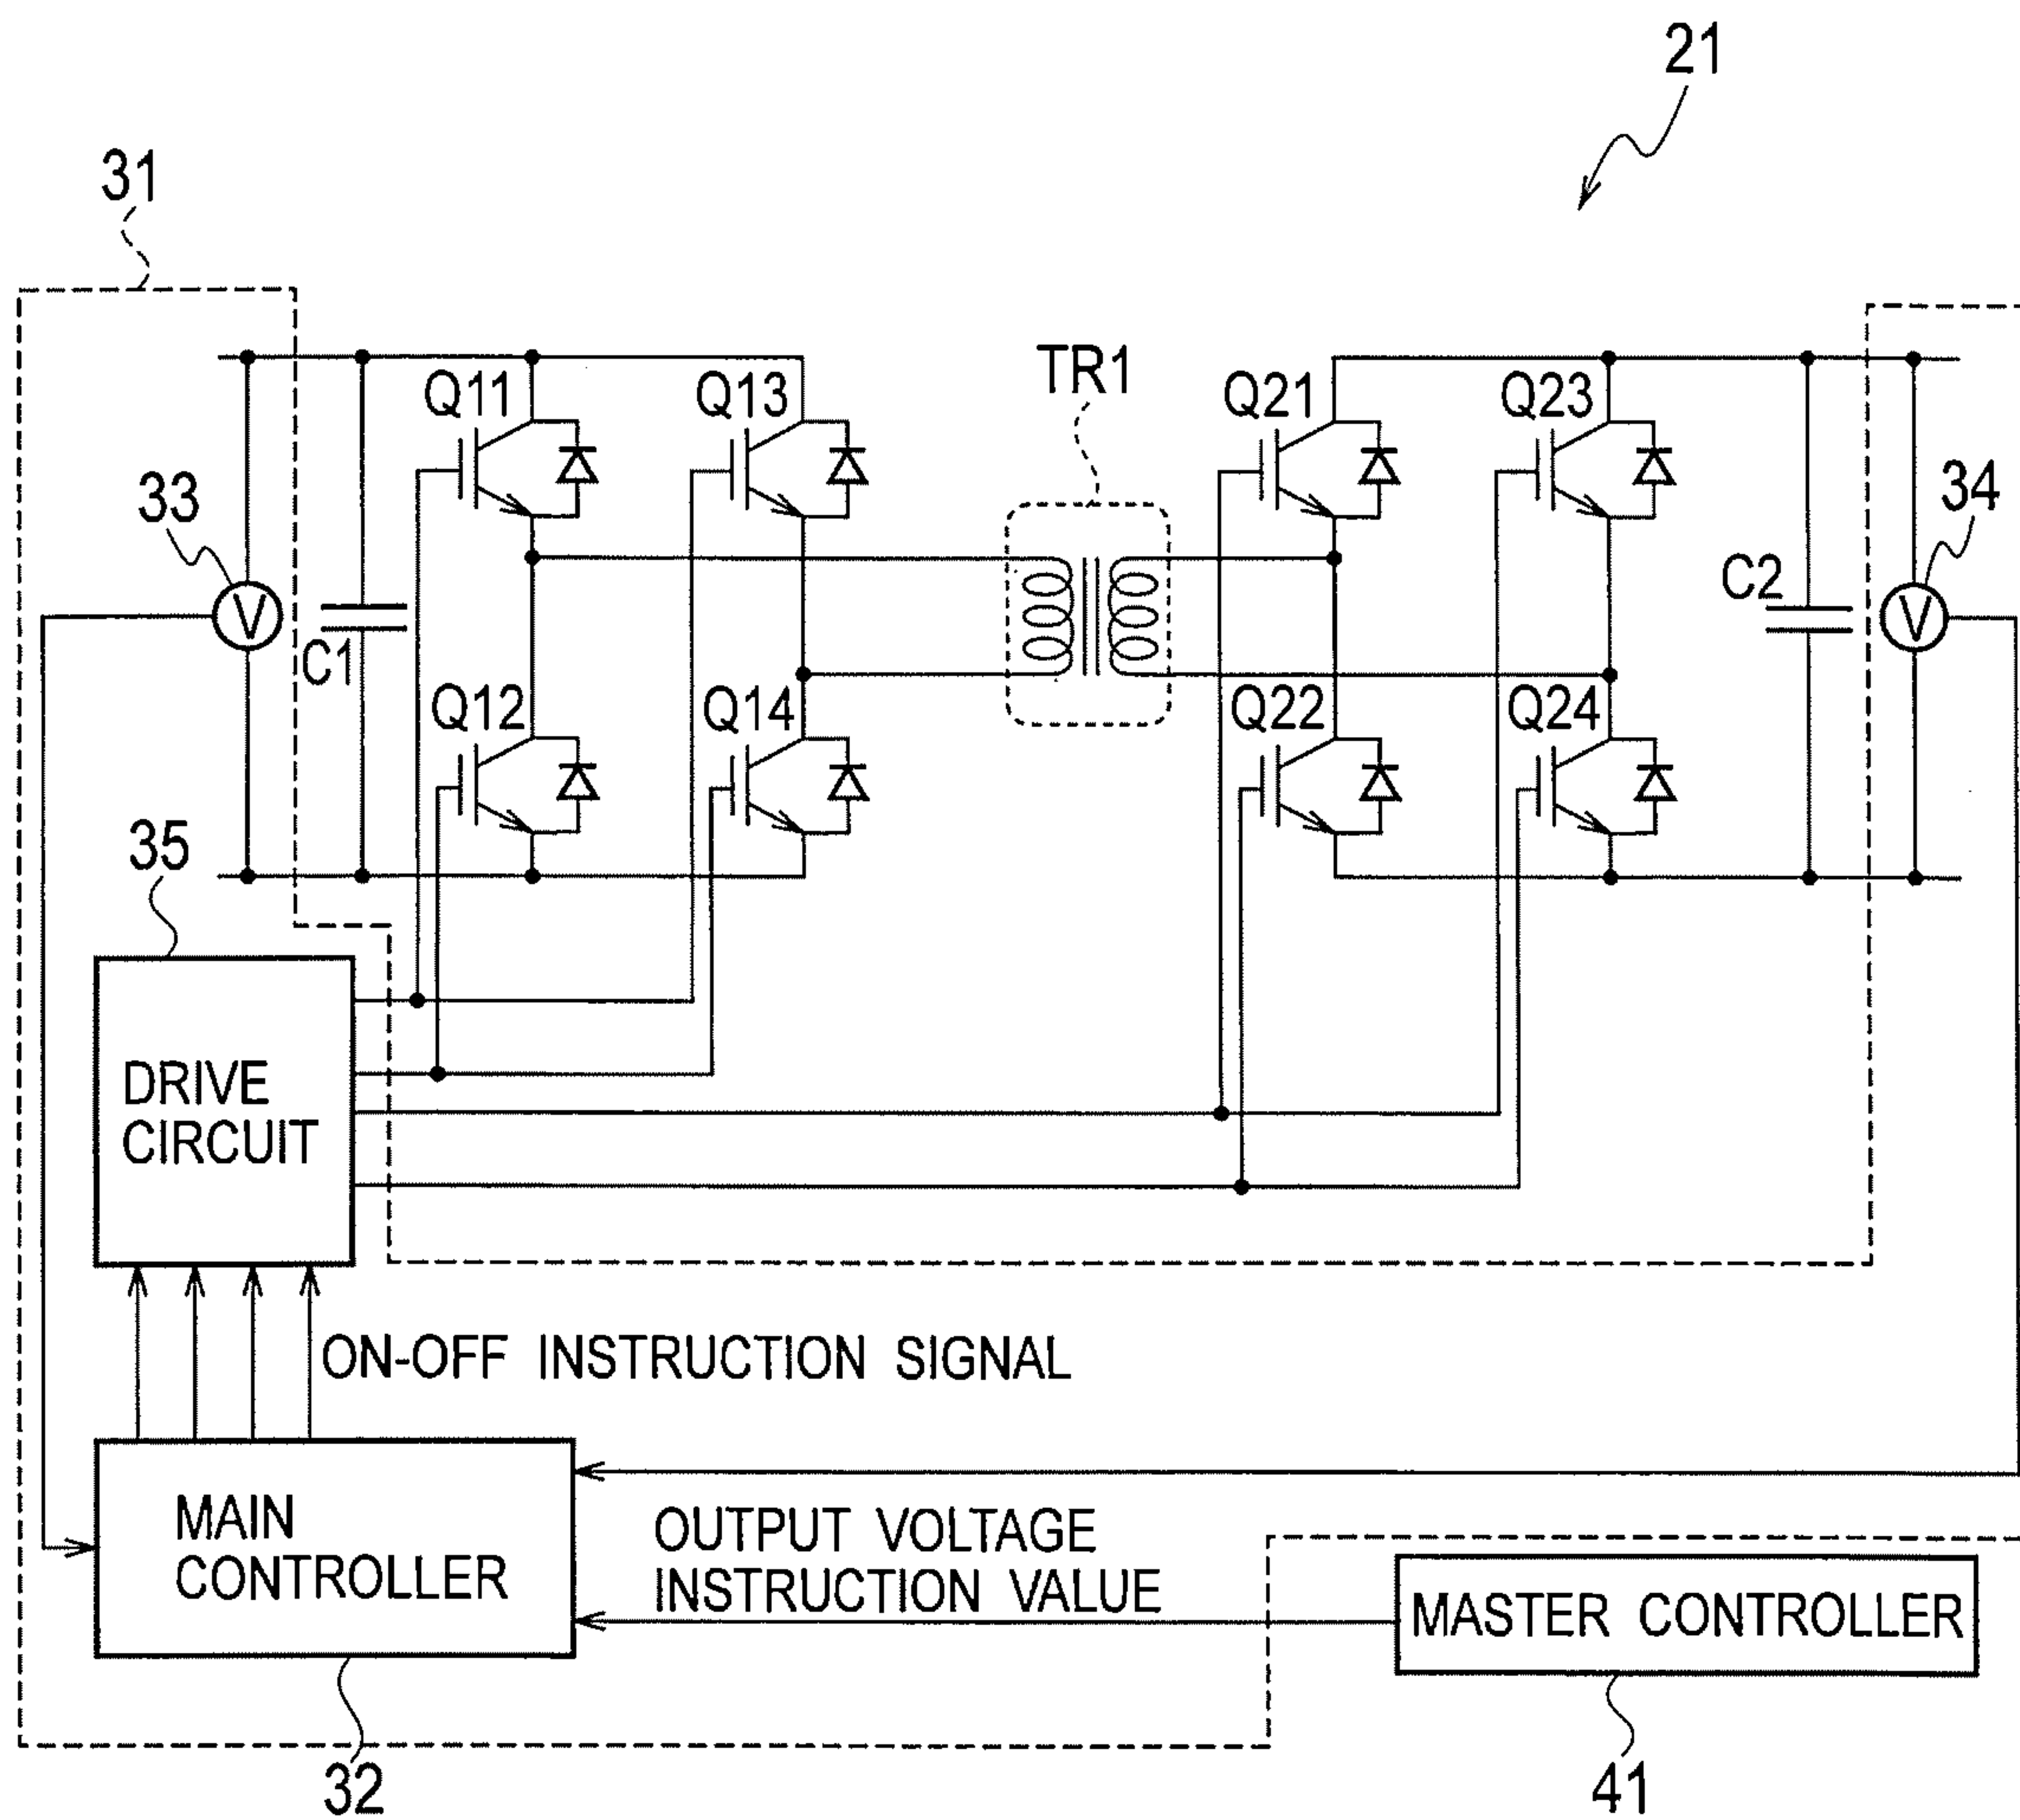 21
31
TR1
Q11
Q13
Q21
Q23
33
V
C1
C2
34
V
Q12
Q14
Q22
Q24
35
DRIVE
CIRCUIT
ON-OFF INSTRUCTION SIGNAL
MAIN
CONTROLLER
OUTPUT VOLTAGE
INSTRUCTION VALUE
MASTER CONTROLLER
32
41